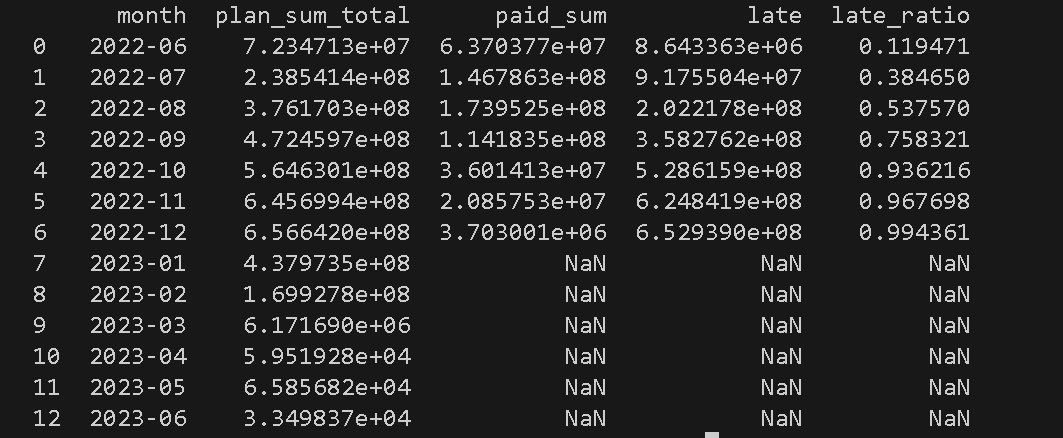 month plan_sum_total paid_sum late late_ratio
0 2022-06 7.234713e+07 6.370377e+07 8.643363e+06 0.119471
1 2022-07 2.385414e+08 1.467863e+08 9.175504e+07 0.384650
2 2022-08 3.761703e+08 1.739525e+08 2.022178e+08 0.537570
3 2022-09 4.724597e+08 1.141835e+08 3.582762e+08 0.758321
4 2022-10 5.646301e+08 3.601413e+07 5.286159e+08 0.936216
5 2022-11 6.456994e+08 2.085753e+07 6.248419e+08 0.967698
6 2022-12 6.566420e+08 3.703001e+06 6.529390e+08 0.994361
7 2023-01 4.379735e+08 NaN NaN NaN
8 2023-02 1.699278e+08 NaN NaN NaN
9 2023-03 6.171690e+06 NaN NaN NaN
10 2023-04 5.951928e+04 NaN NaN NaN
11 2023-05 6.585682e+04 NaN NaN NaN
12 2023-06 3.349837e+04 NaN NaN NaN